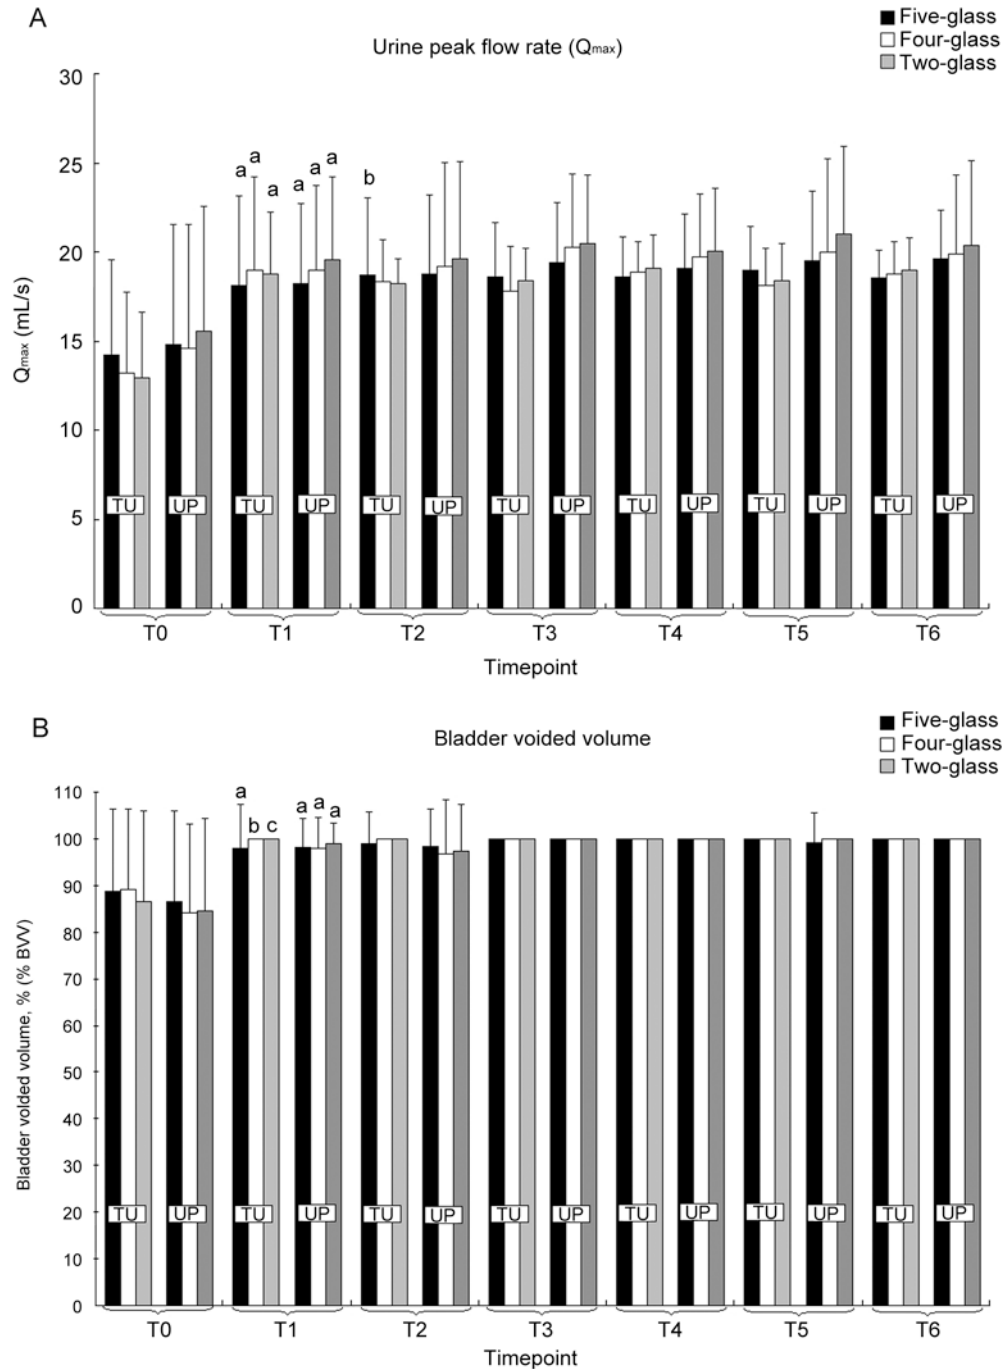 A
Urine peak flow rate (Qmax)
Five-glass
Four-glass
Two-glass
30
25
20
15
10
5
0
Qmax (mL/s)
a a a a a a b
TU UP TU UP TU UP TU UP TU UP TU UP TU UP
T0 T1 T2 T3 T4 T5 T6
Timepoint
B
Bladder voided volume
Five-glass
Four-glass
Two-glass
110
100
90
80
70
60
50
40
30
20
10
0
Bladder volded volume, % (% BVV)
a b c a a a
TU UP TU UP TU UP TU UP TU UP TU UP TU UP
T0 T1 T2 T3 T4 T5 T6
Timepoint